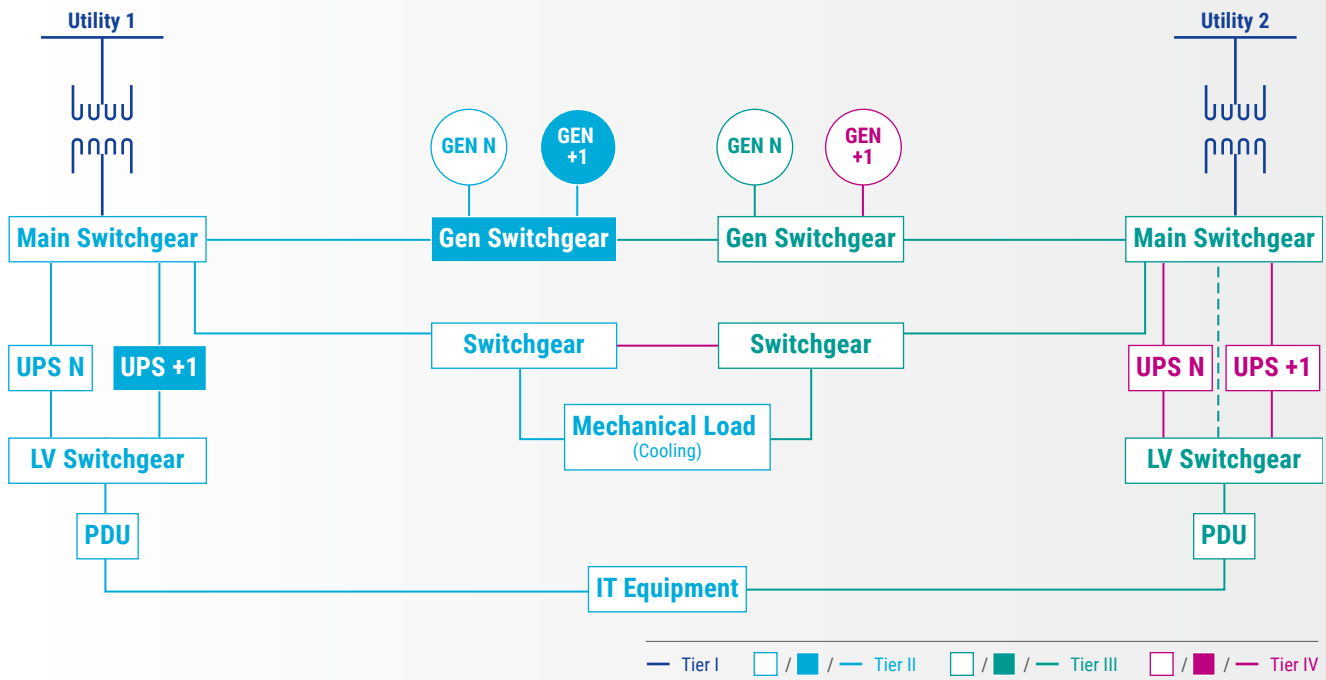 Utility 1
Utility 2
GEN N
GEN
+1
GEN N
GEN
+1
Main Switchgear
Gen Switchgear
Gen Switchgear
Main Switchgear
Switchgear
Switchgear
UPS N
UPS +1
UPS N
UPS +1
Mechanical Load
(Cooling)
LV Switchgear
LV Switchgear
PDU
PDU
IT Equipment
Tier I
/ / Tier II
/ / Tier III
/ / Tier IV